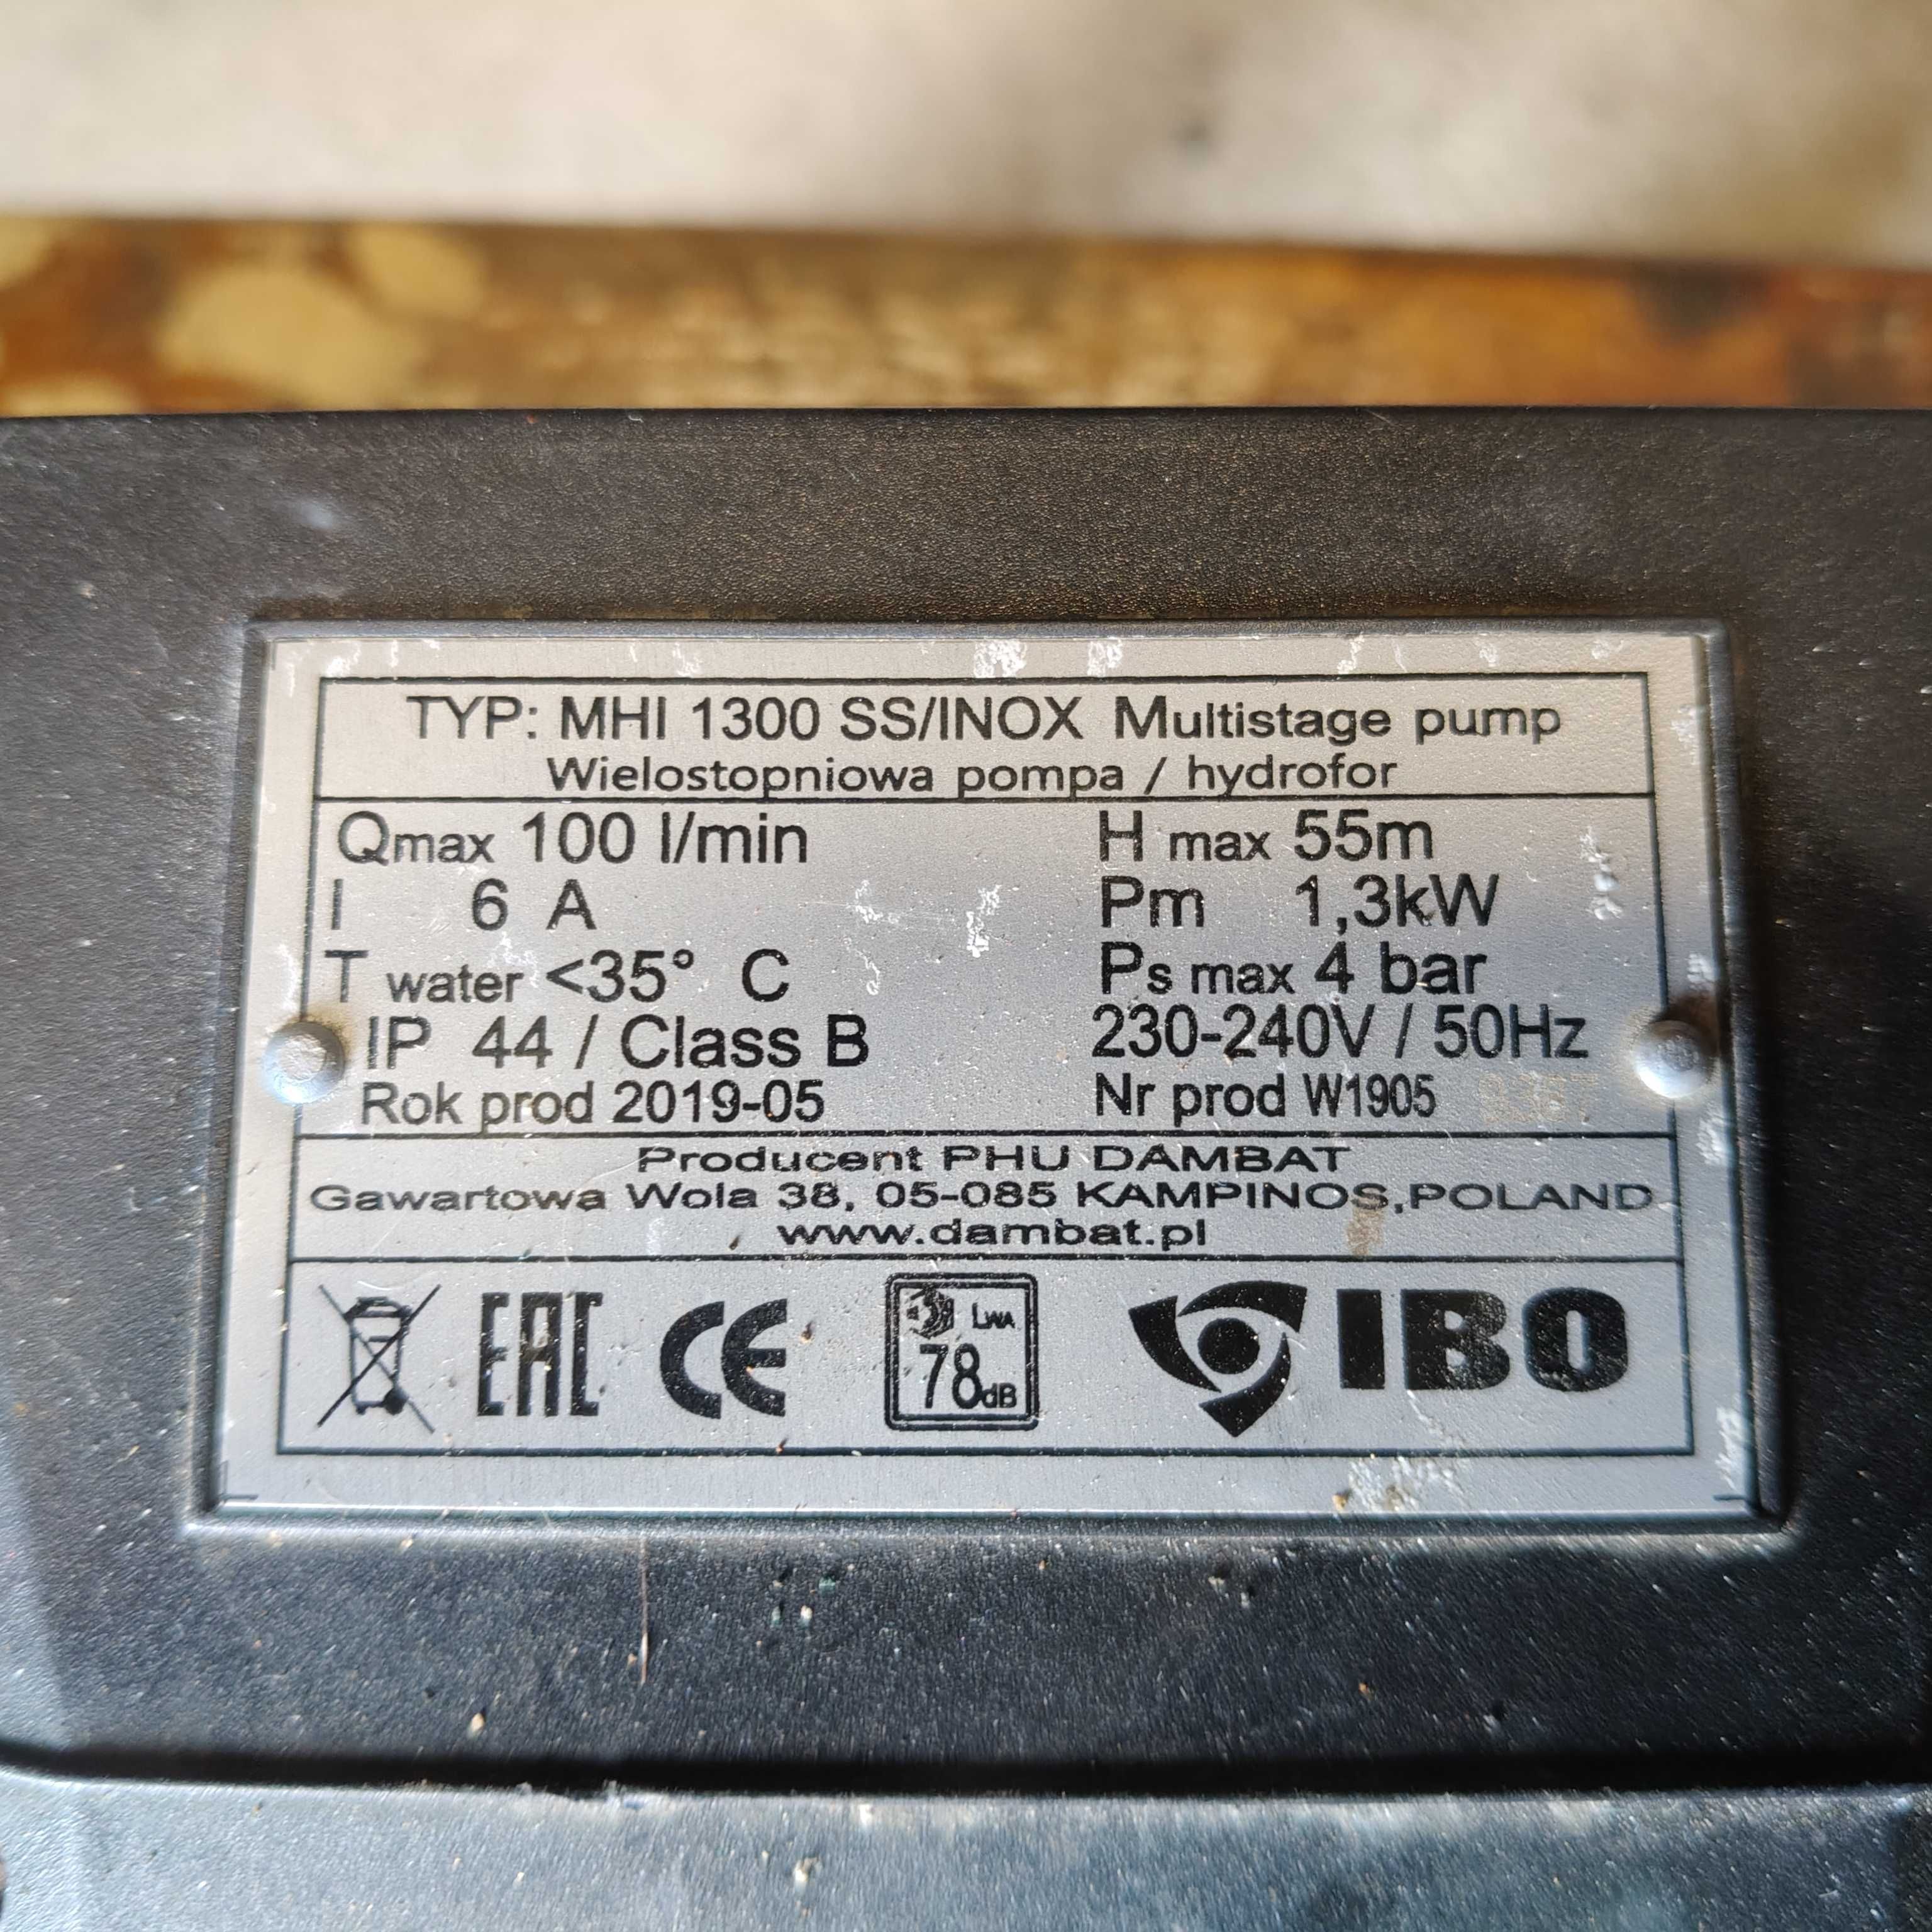 TYP: MHI 1300 SS/INOX Multistage pump
Wielostopniowa pompa / hydrofor
Qmax 100 l/min H max 55m
I 6 A Pm 1,3kW
T water <35° C Ps max 4 bar
IP 44 / Class B 230-240V / 50Hz
Rok prod 2019-05 Nr prod W1905
Producent PHU DAMBAT
Gawartowa Wola 38, 05-085 KAMPINOS,POLAND
www.dambat.pl
EAC CE LWA 78dB IBO